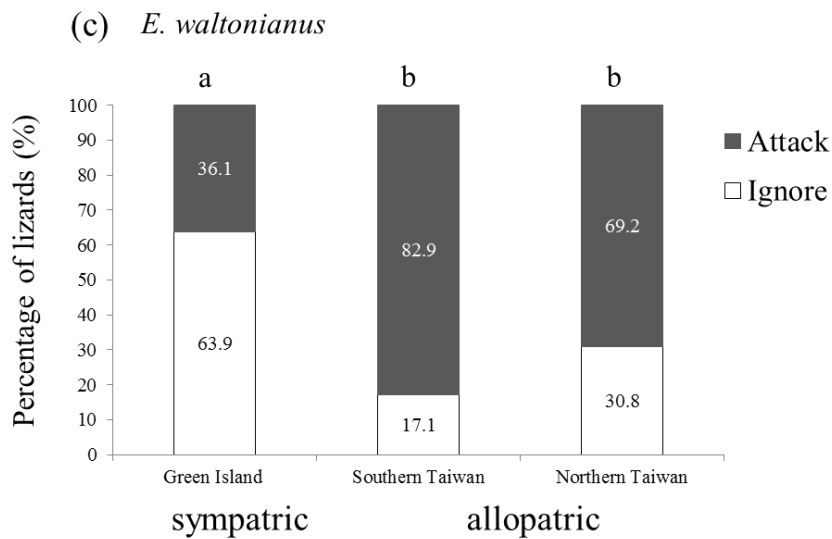 (c) E. waltonianus
a b b
Percentage of lizards (%)
100
90
80
70
60
50
40
30
20
10
0
36.1
63.9
82.9
17.1
69.2
30.8
Attack
Ignore
Green Island Southern Taiwan Northern Taiwan
sympatric allopatric